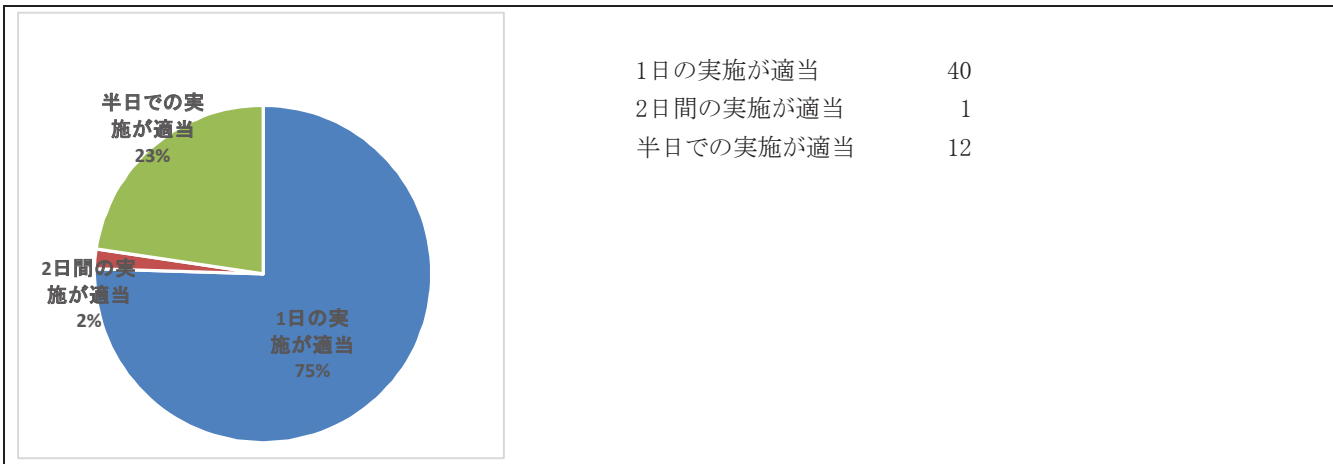 半日での実
施が適当
23%
2日間の実
施が適当
2%
1日の実
施が適当
75%
1日の実施が適当 40
2日間の実施が適当 1
半日での実施が適当 12